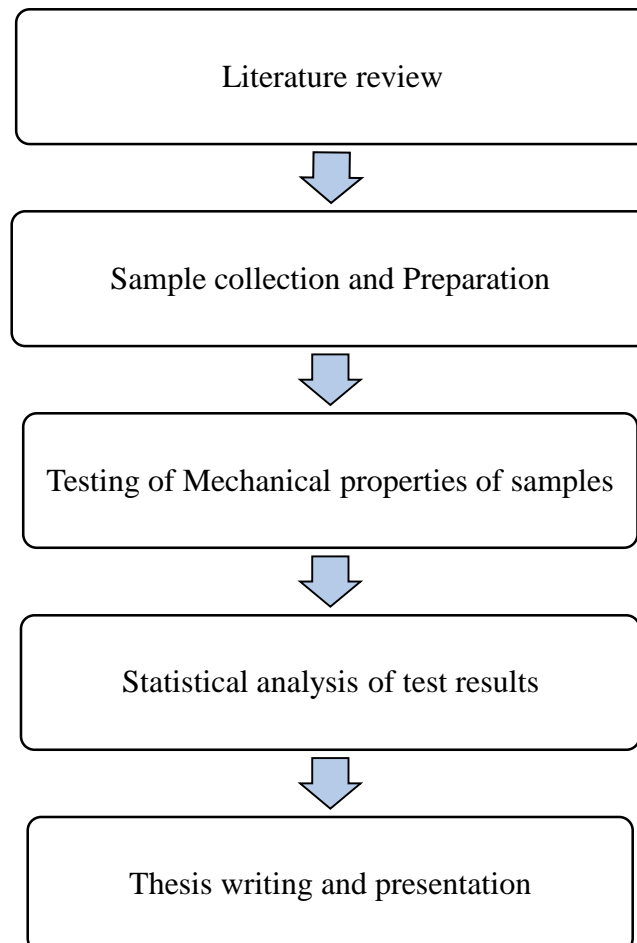 Literature review
Sample collection and Preparation
Testing of Mechanical properties of samples
Statistical analysis of test results
Thesis writing and presentation